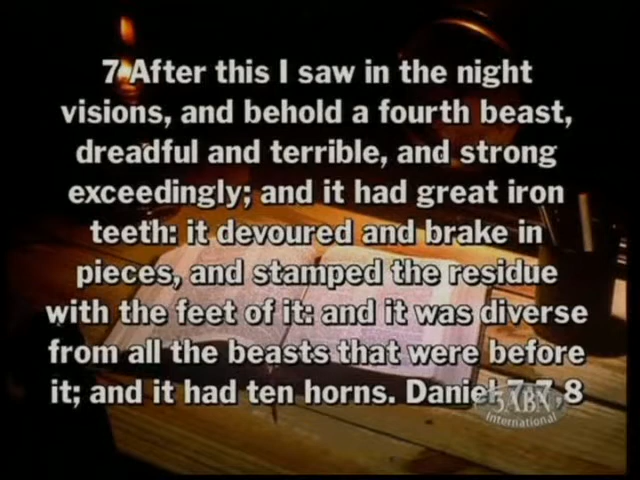 7 After this I saw in the night
visions, and behold a fourth beast,
dreadful and terrible, and strong
exceedingly; and it had great iron
teeth: it devoured and brake in
pieces, and stamped the residue
with the feet of it: and it was diverse
from all the beasts that were before
it; and it had ten horns. Daniel 7:7,8
3ABN
International